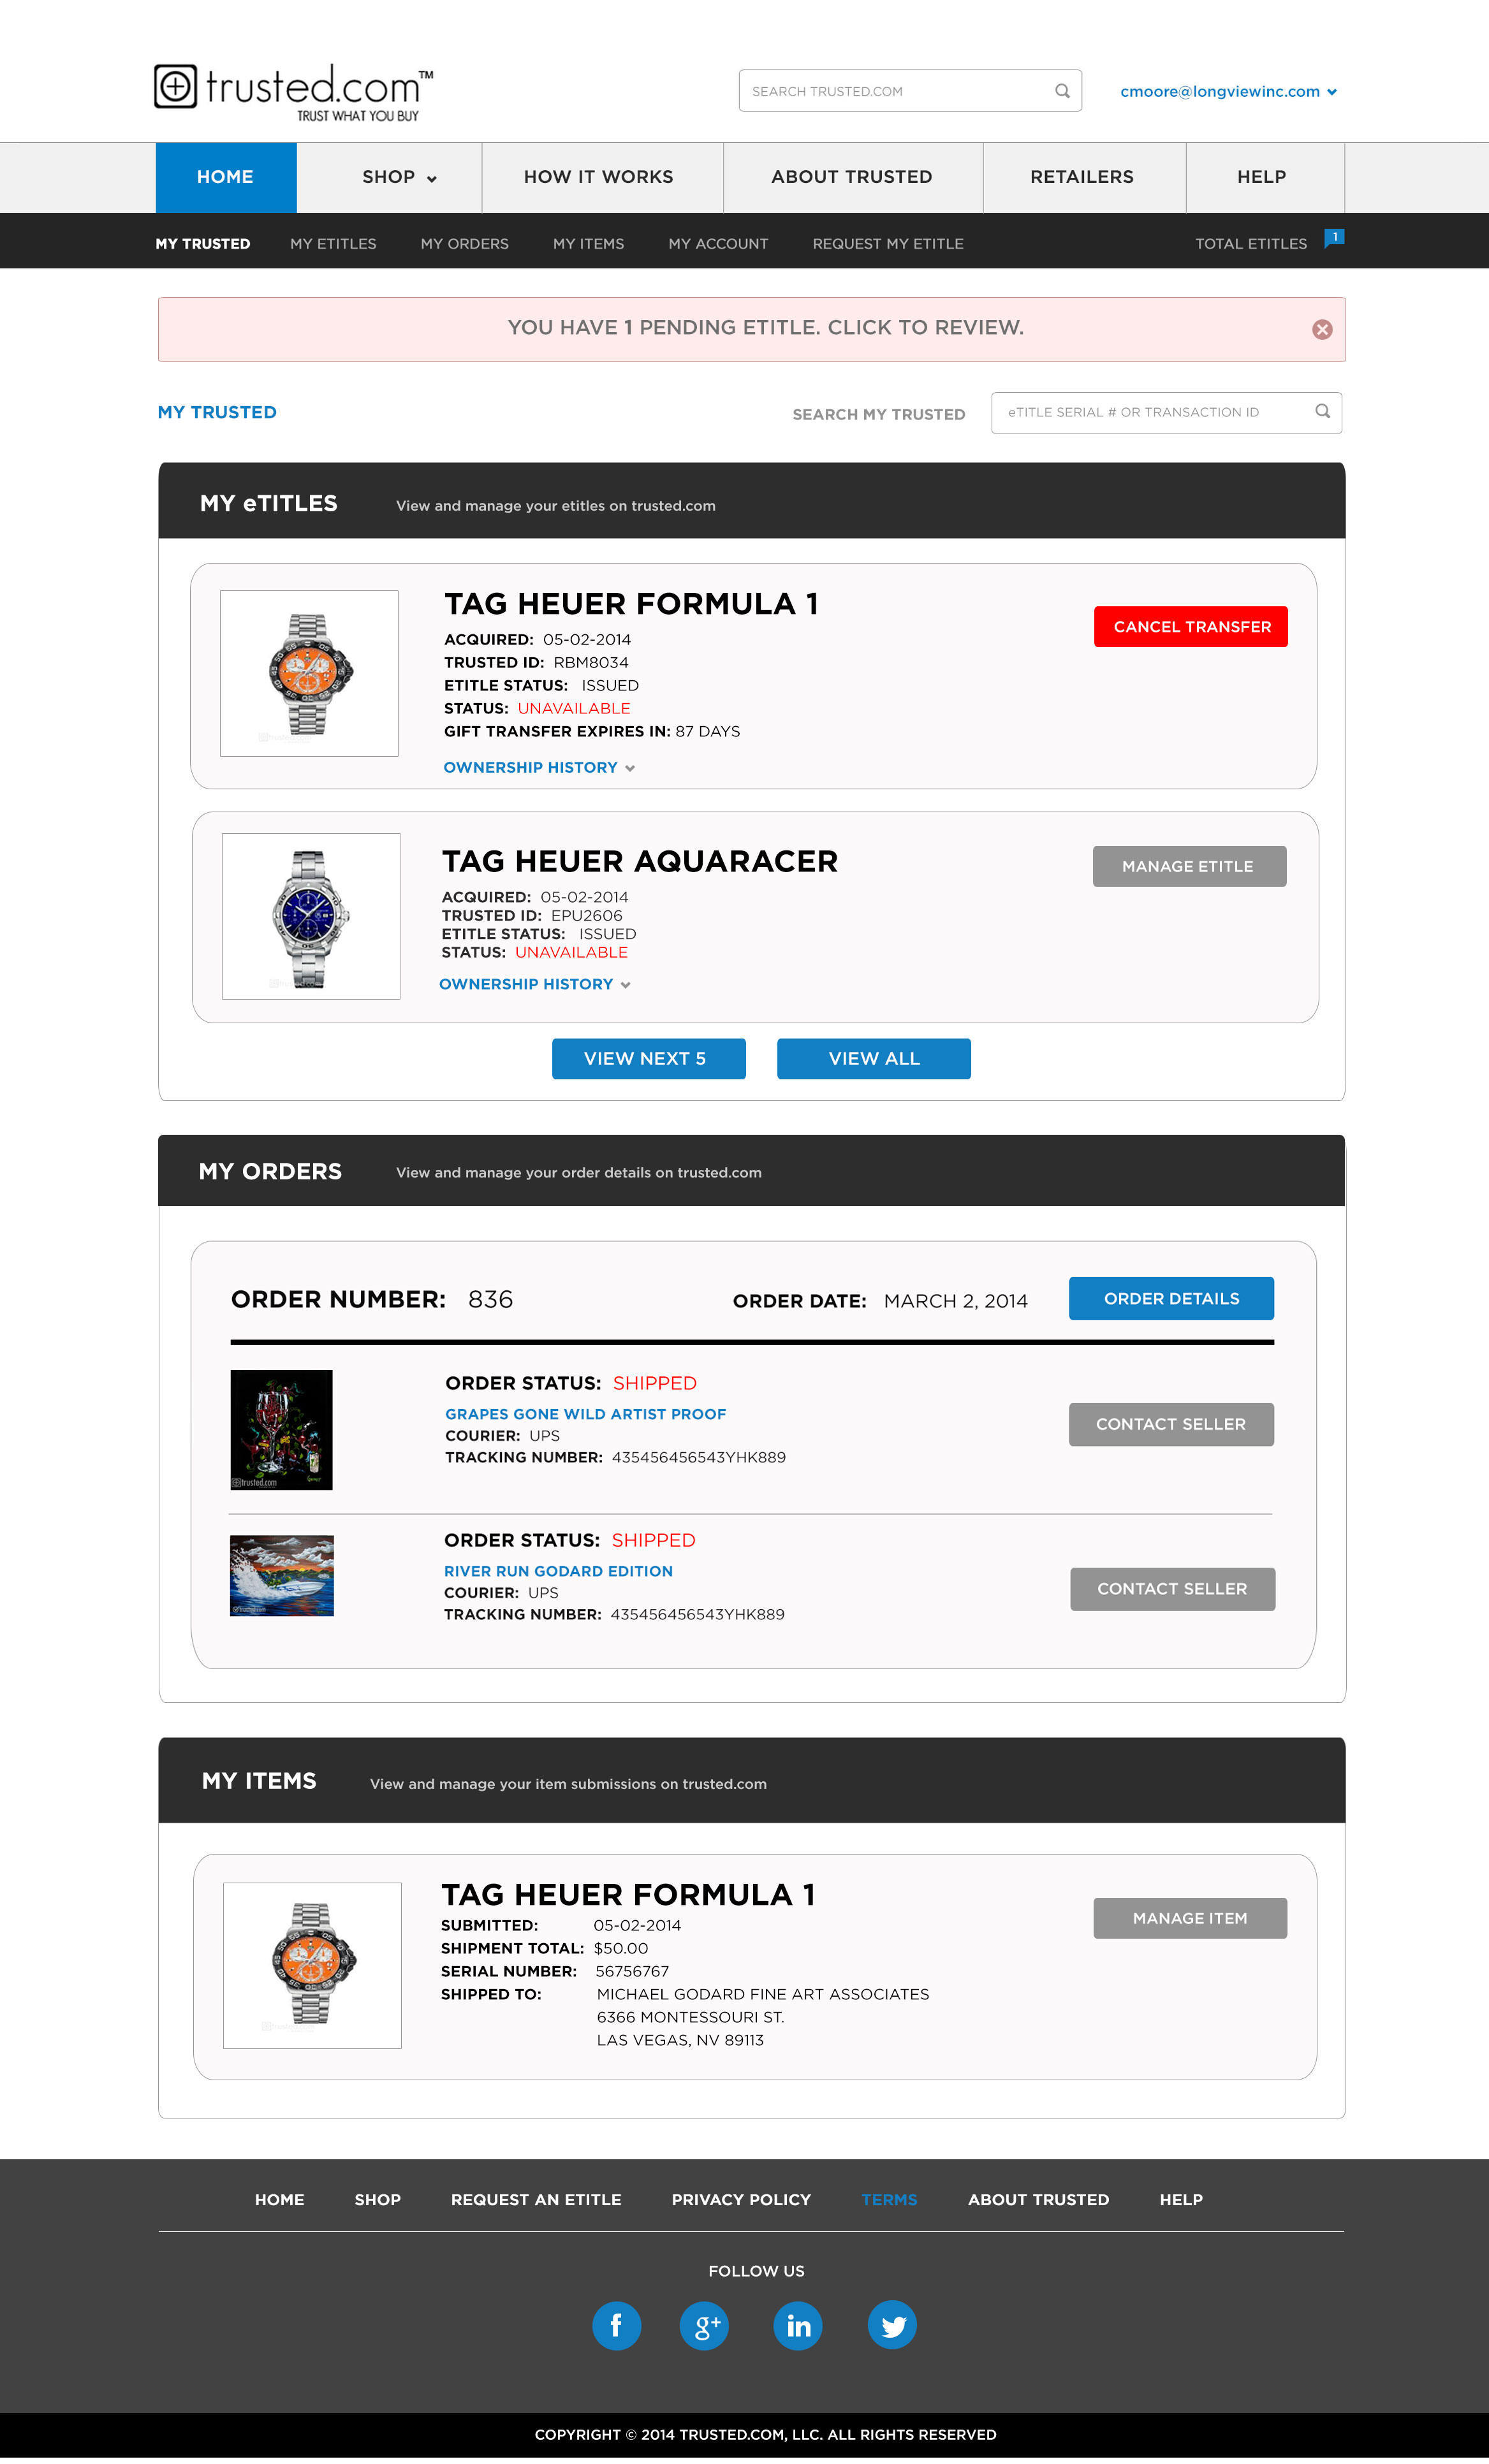 trusted.com™
TRUST WHAT YOU BUY
SEARCH TRUSTED.COM
cmoore@longviewinc.com
HOME SHOP HOW IT WORKS ABOUT TRUSTED RETAILERS HELP
MY TRUSTED MY ETITLES MY ORDERS MY ITEMS MY ACCOUNT REQUEST MY ETITLE TOTAL ETITLES 1
YOU HAVE 1 PENDING ETITLE. CLICK TO REVIEW.
MY TRUSTED SEARCH MY TRUSTED eTITLE SERIAL # OR TRANSACTION ID
MY eTITLES View and manage your etitles on trusted.com
TAG HEUER FORMULA 1
CANCEL TRANSFER
ACQUIRED: 05-02-2014
TRUSTED ID: RBM8034
ETITLE STATUS: ISSUED
STATUS: UNAVAILABLE
GIFT TRANSFER EXPIRES IN: 87 DAYS
OWNERSHIP HISTORY
TAG HEUER AQUARACER
MANAGE ETITLE
ACQUIRED: 05-02-2014
TRUSTED ID: EPU2606
ETITLE STATUS: ISSUED
STATUS: UNAVAILABLE
OWNERSHIP HISTORY
VIEW NEXT 5 VIEW ALL
MY ORDERS View and manage your order details on trusted.com
ORDER NUMBER: 836 ORDER DATE: MARCH 2, 2014 ORDER DETAILS
ORDER STATUS: SHIPPED
GRAPES GONE WILD ARTIST PROOF
CONTACT SELLER
COURIER: UPS
TRACKING NUMBER: 435456456543YHK889
trusted.com
ORDER STATUS: SHIPPED
RIVER RUN GODARD EDITION
CONTACT SELLER
COURIER: UPS
TRACKING NUMBER: 435456456543YHK889
MY ITEMS View and manage your item submissions on trusted.com
TAG HEUER FORMULA 1
MANAGE ITEM
SUBMITTED: 05-02-2014
SHIPMENT TOTAL: $50.00
SERIAL NUMBER: 56756767
SHIPPED TO: MICHAEL GODARD FINE ART ASSOCIATES
6366 MONTESSOURI ST.
LAS VEGAS, NV 89113
HOME SHOP REQUEST AN ETITLE PRIVACY POLICY TERMS ABOUT TRUSTED HELP
FOLLOW US
f g+ in
COPYRIGHT © 2014 TRUSTED.COM, LLC. ALL RIGHTS RESERVED